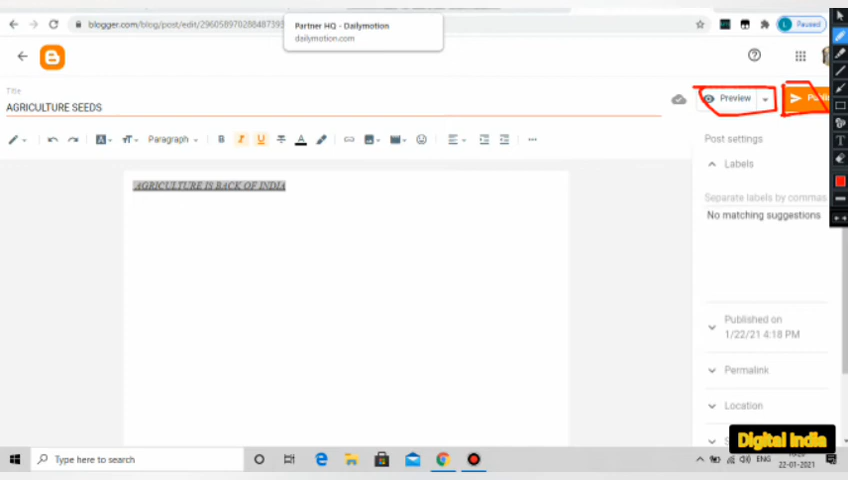 blogger.com/blog/post/edit/2960589702884873
Partner HQ - Dailymotion
dailymotion.com
Paused
Title
AGRICULTURE SEEDS
Preview
Paragraph
B
AGRICULTURE IS BACK OF INDIA
Post settings
Labels
Separate labels by commas
No matching suggestions
Published on
1/22/21 4:18 PM
Permalink
Location
Digital India
Type here to search
ENG
22-01-2021